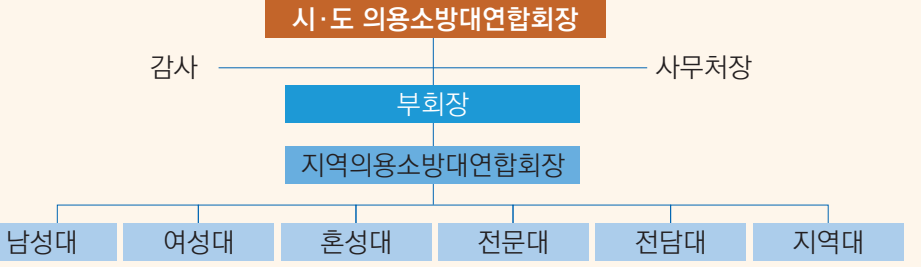 시·도 의용소방대연합회장
감사 사무처장
부회장
지역의용소방대연합회장
남성대 여성대 혼성대 전문대 전담대 지역대